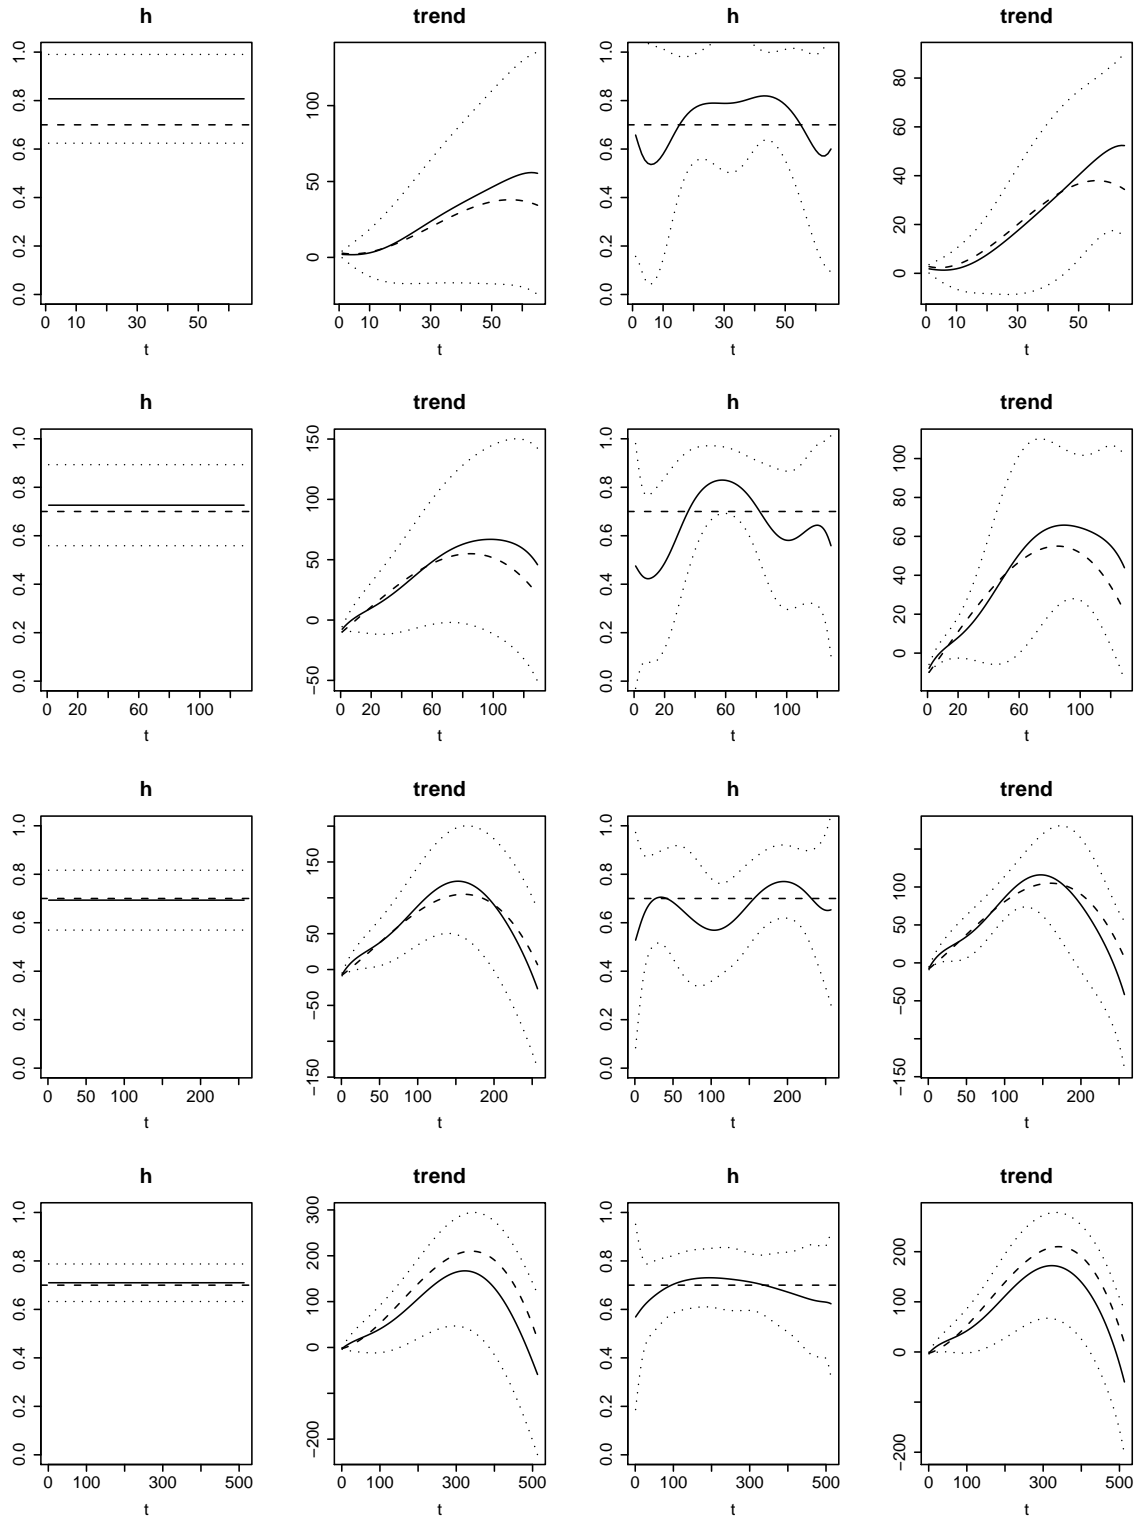 h trend h trend
0.0 0.2 0.4 0.6 0.8 1.0 0 50 100 0.0 0.2 0.4 0.6 0.8 1.0 0 20 40 60 80
0 10 30 50 0 10 30 50 0 10 30 50 0 10 30 50
t t t t
h trend h trend
0.0 0.2 0.4 0.6 0.8 1.0 −50 0 50 100 150 0.0 0.2 0.4 0.6 0.8 1.0 0 20 40 60 80 100
0 20 60 100 0 20 60 100 0 20 60 100 0 20 60 100
t t t t
h trend h trend
0.0 0.2 0.4 0.6 0.8 1.0 −150 −50 0 50 150 0.0 0.2 0.4 0.6 0.8 1.0 −150 −50 0 50 100
0 50 100 200 0 50 100 200 0 50 100 200 0 50 100 200
t t t t
h trend h trend
0.0 0.2 0.4 0.6 0.8 1.0 −200 0 100 200 300 0.0 0.2 0.4 0.6 0.8 1.0 −200 0 100 200
0 100 300 500 0 100 300 500 0 100 300 500 0 100 300 500
t t t t